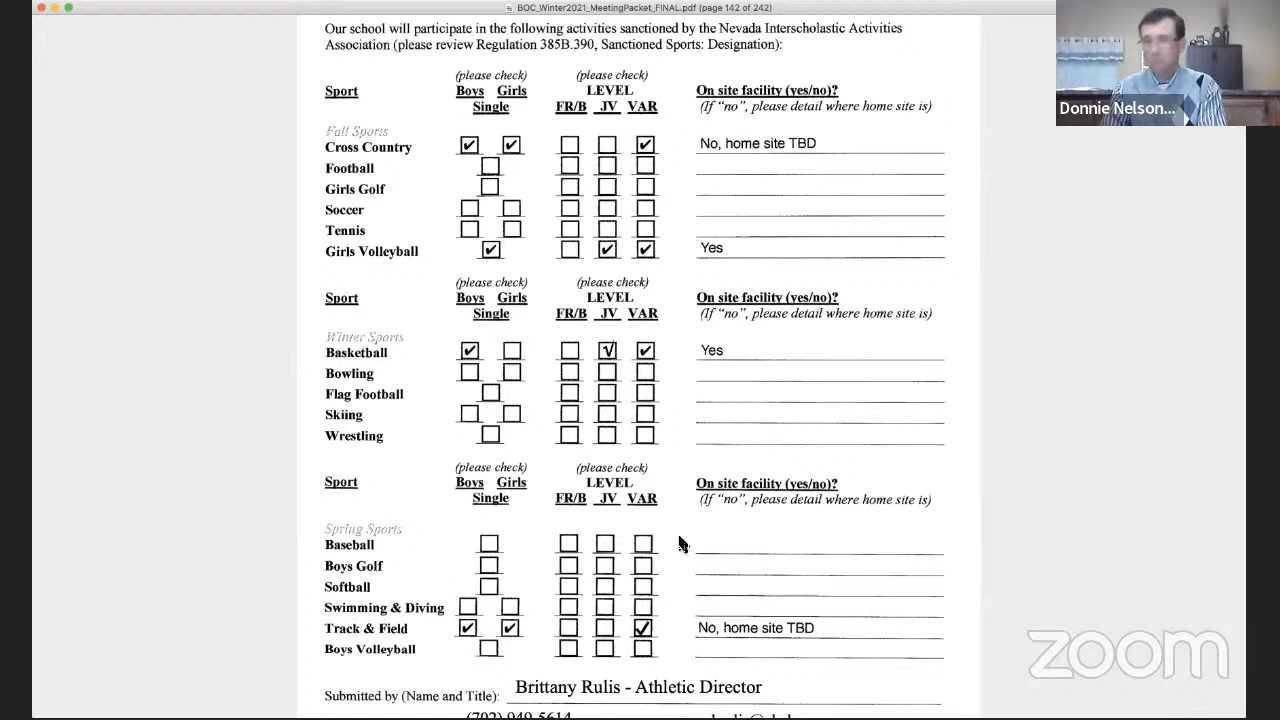 BOC_Winter2021_MeetingPacket_FINAL.pdf (page 142 of 242)
Our school will participate in the following activities sanctioned by the Nevada Interscholastic Activities
Association (please review Regulation 385B.390, Sanctioned Sports: Designation):
(please check) (please check)
Sport Boys Girls LEVEL On site facility (yes/no)?
Single FR/B JV VAR (If “no”, please detail where home site is)
Fall Sports
Cross Country ✔ ✔ ✔ No, home site TBD
Football
Girls Golf
Soccer
Tennis
Girls Volleyball ✔ ✔ ✔ Yes
(please check) (please check)
Sport Boys Girls LEVEL On site facility (yes/no)?
Single FR/B JV VAR (If “no”, please detail where home site is)
Winter Sports
Basketball ✔ √ ✔ Yes
Bowling
Flag Football
Skiing
Wrestling
(please check) (please check)
Sport Boys Girls LEVEL On site facility (yes/no)?
Single FR/B JV VAR (If “no”, please detail where home site is)
Spring Sports
Baseball
Boys Golf
Softball
Swimming & Diving
Track & Field ✔ ✔ ✓ No, home site TBD
Boys Volleyball
Submitted by (Name and Title): Brittany Rulis - Athletic Director
(702) 949-5614
Donnie Nelson...
zoom